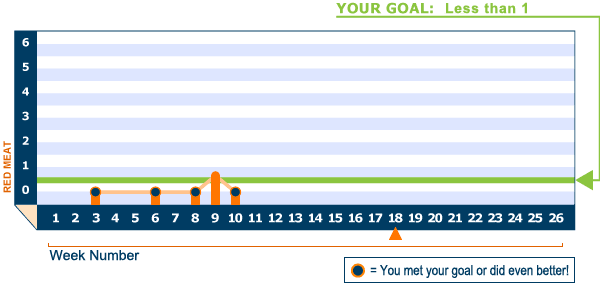 YOUR GOAL: Less than 1
6
5
4
3
2
1
0
RED MEAT
1 2 3 4 5 6 7 8 9 10 11 12 13 14 15 16 17 18 19 20 21 22 23 24 25 26
Week Number
= You met your goal or did even better!